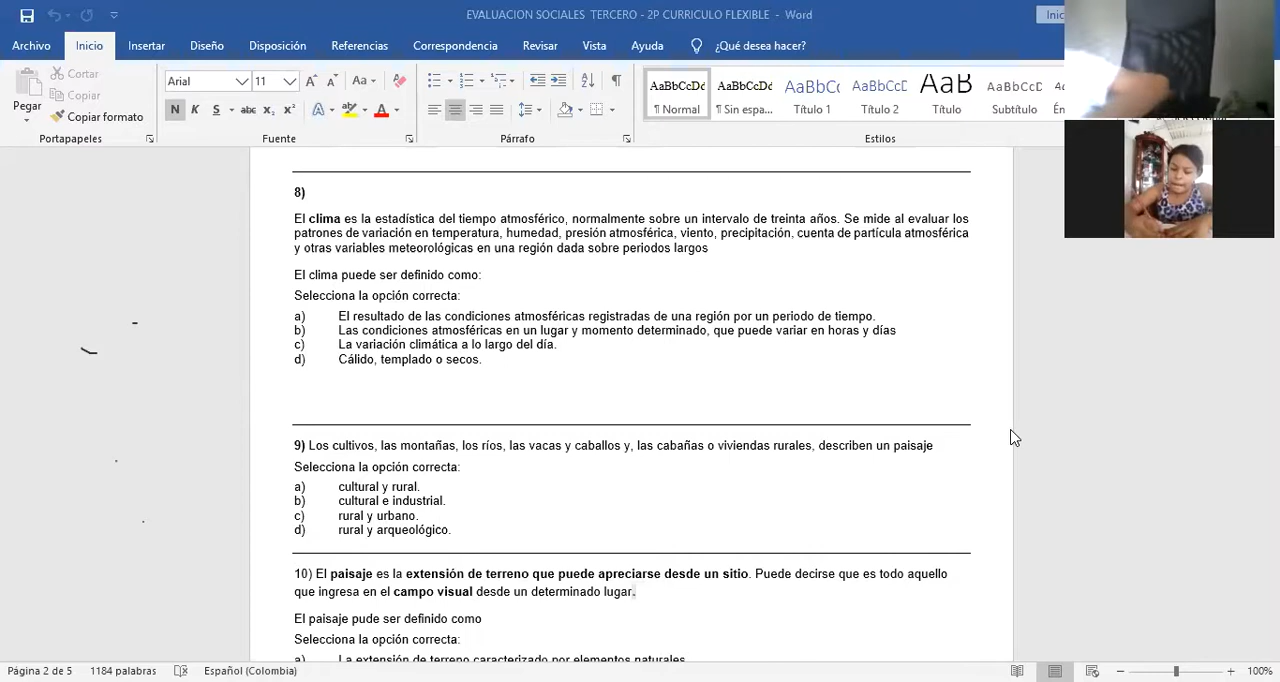 EVALUACION SOCIALES TERCERO - 2P CURRICULO FLEXIBLE - Word
Inic
Archivo Inicio Insertar Diseño Disposición Referencias Correspondencia Revisar Vista Ayuda ¿Qué desea hacer?
Pegar
Cortar
Copiar
Copiar formato
Portapapeles
Arial 11
Fuente
Párrafo
AaBbCcDd AaBbCcDd AaBbCc AaBbCcD AaB AaBbCcD
¶ Normal ¶ Sin espa... Título 1 Título 2 Título Subtítulo
Estilos
8)
El clima es la estadística del tiempo atmosférico, normalmente sobre un intervalo de treinta años. Se mide al evaluar los
patrones de variación en temperatura, humedad, presión atmosférica, viento, precipitación, cuenta de partícula atmosférica
y otras variables meteorológicas en una región dada sobre periodos largos
El clima puede ser definido como:
Selecciona la opción correcta:
a) El resultado de las condiciones atmosféricas registradas de una región por un periodo de tiempo.
b) Las condiciones atmosféricas en un lugar y momento determinado, que puede variar en horas y días
c) La variación climática a lo largo del día.
d) Cálido, templado o secos.
9) Los cultivos, las montañas, los ríos, las vacas y caballos y, las cabañas o viviendas rurales, describen un paisaje
Selecciona la opción correcta:
a) cultural y rural.
b) cultural e industrial.
c) rural y urbano.
d) rural y arqueológico.
10) El paisaje es la extensión de terreno que puede apreciarse desde un sitio. Puede decirse que es todo aquello
que ingresa en el campo visual desde un determinado lugar.
El paisaje pude ser definido como
Selecciona la opción correcta:
a) La extensión de terreno caracterizado por elementos naturales
Página 2 de 5 1184 palabras Español (Colombia) 100%